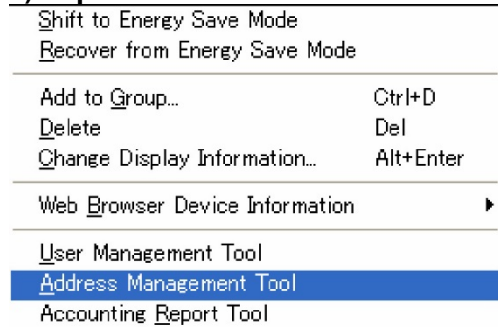 Shift to Energy Save Mode
Recover from Energy Save Mode
Add to Group... Ctrl+D
Delete Del
Change Display Information... Alt+Enter
Web Browser Device Information
User Management Tool
Address Management Tool
Accounting Report Tool